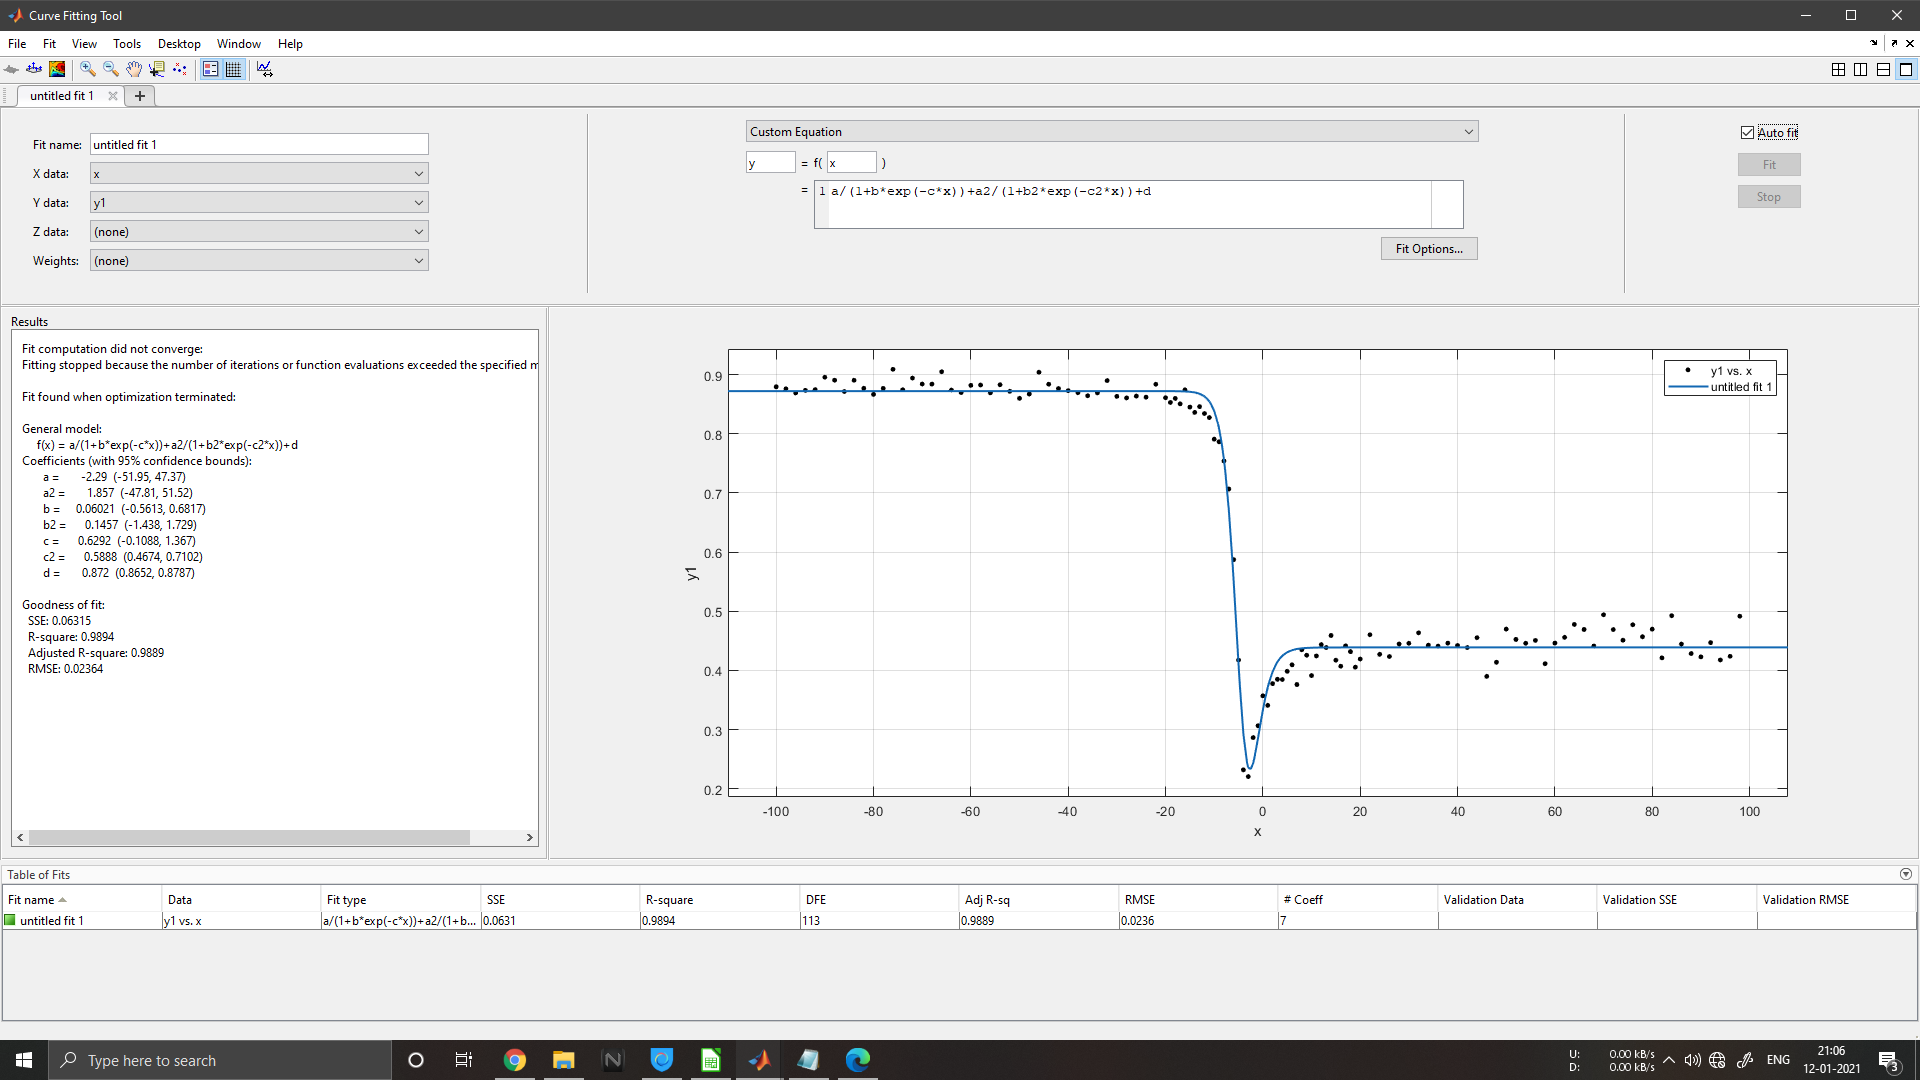 Curve Fitting Tool
File Fit View Tools Desktop Window Help
untitled fit 1
Fit name: untitled fit 1
X data: x
Y data: y1
Z data: (none)
Weights: (none)
Custom Equation
y = f( x )
= 1 a/(1+b*exp(-c*x))+a2/(1+b2*exp(-c2*x))+d
Fit Options...
Auto fit
Fit
Stop
Results
Fit computation did not converge:
Fitting stopped because the number of iterations or function evaluations exceeded the specified m
Fit found when optimization terminated:
General model:
f(x) = a/(1+b*exp(-c*x))+a2/(1+b2*exp(-c2*x))+d
Coefficients (with 95% confidence bounds):
a = -2.29 (-51.95, 47.37)
a2 = 1.857 (-47.81, 51.52)
b = 0.06021 (-0.5613, 0.6817)
b2 = 0.1457 (-1.438, 1.729)
c = 0.6292 (-0.1088, 1.367)
c2 = 0.5888 (0.4674, 0.7102)
d = 0.872 (0.8652, 0.8787)
Goodness of fit:
SSE: 0.06315
R-square: 0.9894
Adjusted R-square: 0.9889
RMSE: 0.02364
y1 vs. x
untitled fit 1
0.9
0.8
0.7
0.6
0.5
0.4
0.3
0.2
y1
-100 -80 -60 -40 -20 0 20 40 60 80 100
x
Table of Fits
Fit name Data Fit type SSE R-square DFE Adj R-sq RMSE # Coeff Validation Data Validation SSE Validation RMSE
untitled fit 1 y1 vs. x a/(1+b*exp(-c*x))+a2/(1+b... 0.0631 0.9894 113 0.9889 0.0236 7
Type here to search
U: 0.00 kB/s
D: 0.00 kB/s
ENG
21:06
12-01-2021
3